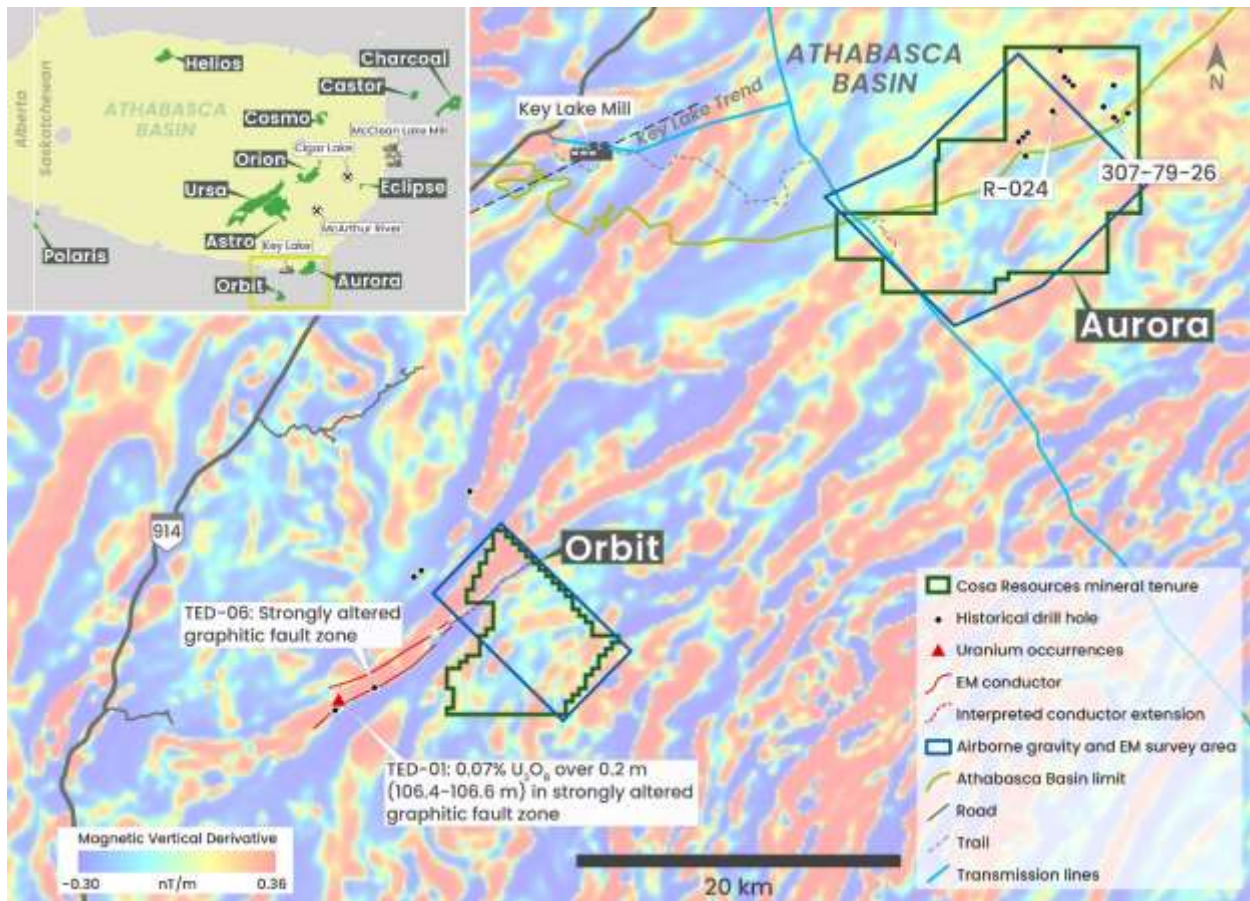 Alberta
Saskatchewan
ATHABASCA
BASIN
Helios
Charcoal
Castor
Cosmo
McClean Lake Mill
Cigar Lake
Orion
Eclipse
Ursa
McArthur River
Astro
Key Lake
Polaris
Orbit
Aurora
ATHABASCA
BASIN
N
Key Lake Mill
Key Lake Trend
R-024
307-79-26
Aurora
914
Orbit
TED-06: Strongly altered
graphitic fault zone
TED-01: 0.07% U₃O₈ over 0.2 m
(106.4-106.6 m) in strongly altered
graphitic fault zone
Magnetic Vertical Derivative
-0.30 nT/m 0.36
20 km
Cosa Resources mineral tenure
Historical drill hole
Uranium occurrences
EM conductor
Interpreted conductor extension
Airborne gravity and EM survey area
Athabasca Basin limit
Road
Trail
Transmission lines